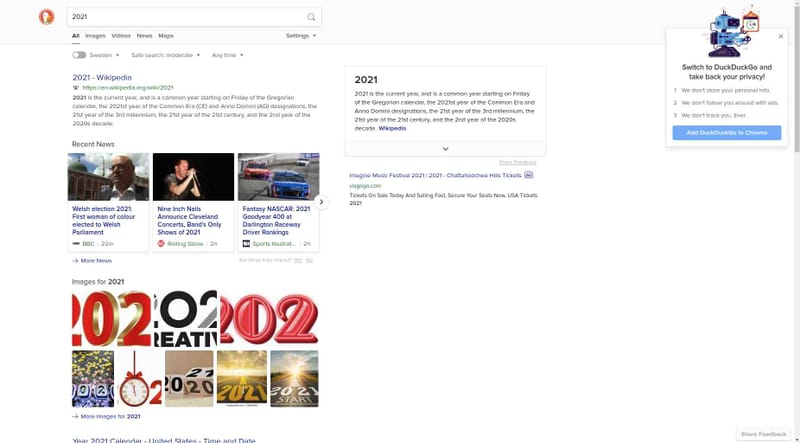 2021
All Images Videos News Maps Settings
Sweden Safe search: moderate Any time
2021 - Wikipedia
W https://en.wikipedia.org/wiki/2021
2021 is the current year, and is a common year starting on Friday of the Gregorian
calendar, the 2021st year of the Common Era (CE) and Anno Domini (AD) designations, the
21st year of the 3rd millennium, the 21st year of the 21st century, and the 2nd year of the
2020s decade.
Recent News
Welsh election 2021:
First woman of colour
elected to Welsh
Parliament
BBC | 22m
Nine Inch Nails
Announce Cleveland
Concerts, Band's Only
Shows of 2021
Rolling Stone | 2h
Fantasy NASCAR: 2021
Goodyear 400 at
Darlington Raceway
Driver Rankings
Sports Illustrat... | 2h
→ More News
Are these links helpful? Yes No
Images for 2021
202
202
REATIV
202
2020
2021
2021
START
→ More Images for 2021
Year 2021 Calendar - United States - Time and Date
2021
2021 is the current year, and is a common year starting on Friday
of the Gregorian calendar, the 2021st year of the Common Era and
Anno Domini designations, the 21st year of the 3rd millennium, the
21st year of the 21st century, and the 2nd year of the 2020s
decade. Wikipedia
Share Feedback
Imagine Music Festival 2021 | 2021 - Chattahoochee Hills Tickets Ad
viagogo.com
Tickets On Sale Today And Selling Fast, Secure Your Seats Now. USA Tickets
2021
Switch to DuckDuckGo and
take back your privacy!
1 We don't store your personal info.
2 We don't follow you around with ads.
3 We don't track you. Ever.
Add DuckDuckGo to Chrome
Share Feedback